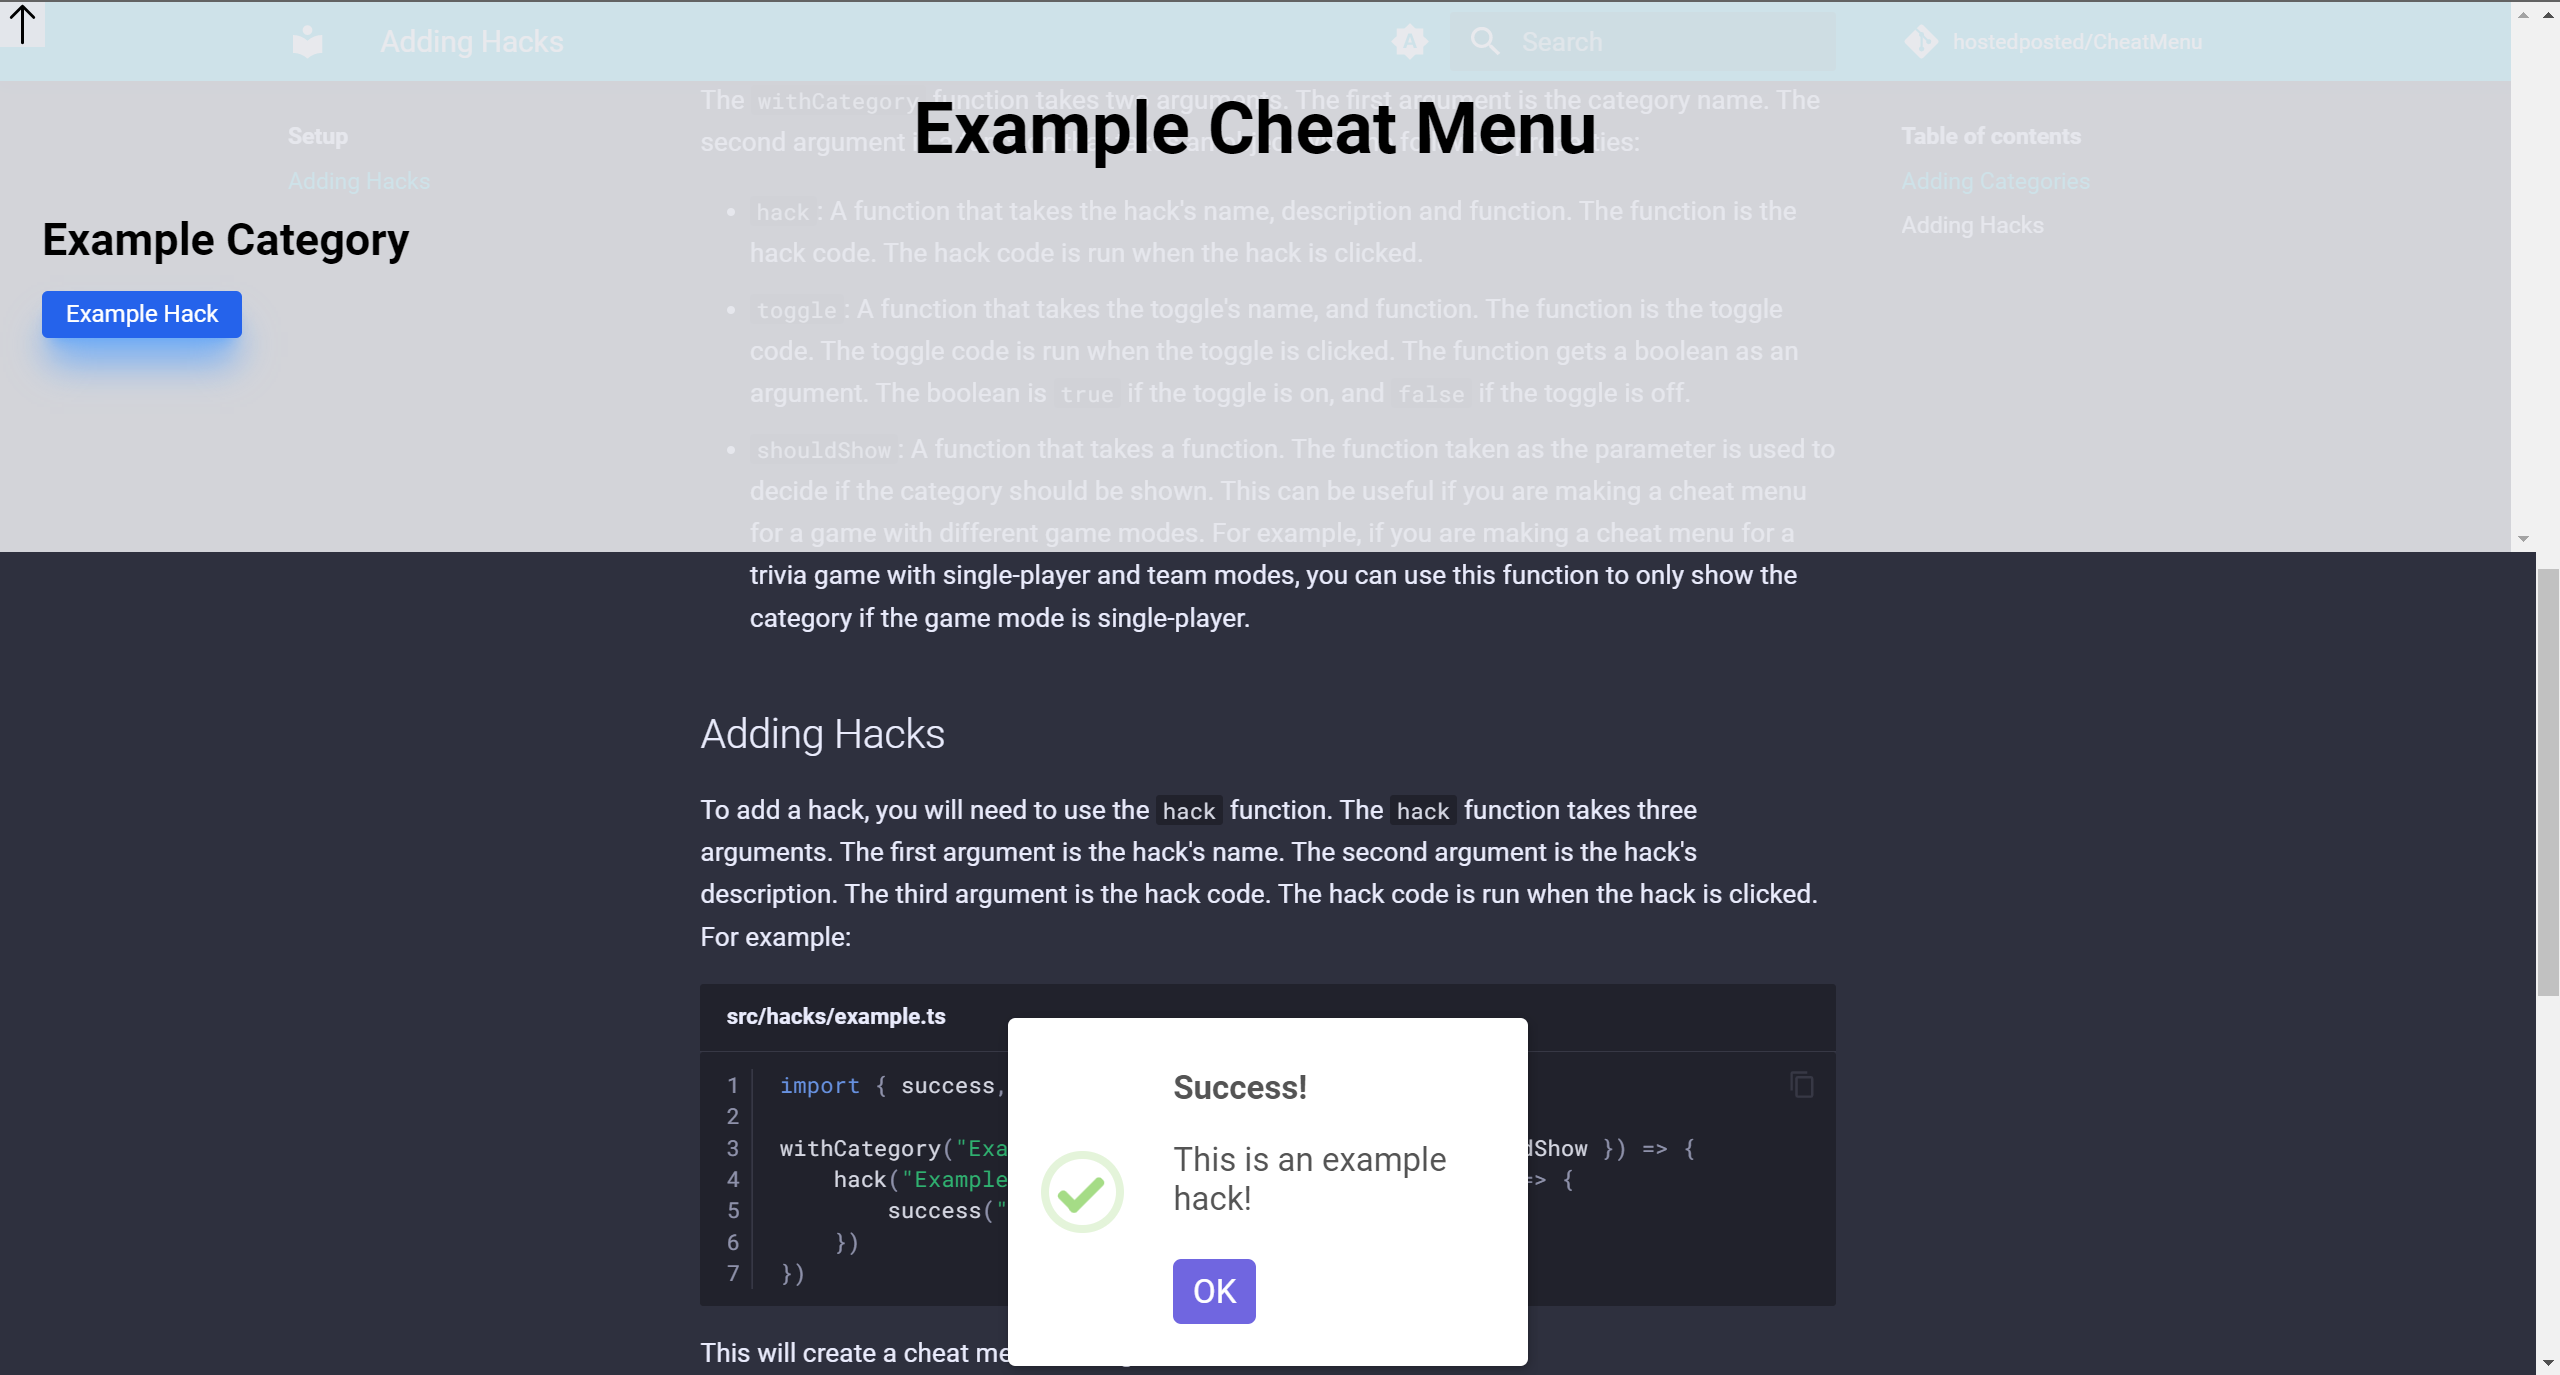 Adding Hacks
Search
hostedposted/CheatMenu
The withCategory function takes two arguments. The first argument is the category name. The
Example Cheat Menu
Setup
Adding Hacks
second argument
Table of contents
Adding Categories
Adding Hacks
Example Category
Example Hack
hack : A function that takes the hack's name, description and function. The function is the
hack code. The hack code is run when the hack is clicked.
toggle : A function that takes the toggle's name, and function. The function is the toggle
code. The toggle code is run when the toggle is clicked. The function gets a boolean as an
argument. The boolean is true if the toggle is on, and false if the toggle is off.
shouldShow : A function that takes a function. The function taken as the parameter is used to
decide if the category should be shown. This can be useful if you are making a cheat menu
for a game with different game modes. For example, if you are making a cheat menu for a
trivia game with single-player and team modes, you can use this function to only show the
category if the game mode is single-player.
Adding Hacks
To add a hack, you will need to use the hack function. The hack function takes three
arguments. The first argument is the hack's name. The second argument is the hack's
description. The third argument is the hack code. The hack code is run when the hack is clicked.
For example:
src/hacks/example.ts
1 import { success,
2
3 withCategory("Exa dShow }) => {
4 hack("Example => {
5 success("
6 })
7 })
Success!
This is an example
hack!
OK
This will create a cheat me